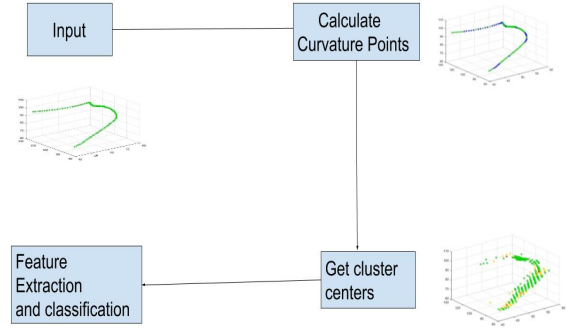 Input
Calculate
Curvature Points
Feature
Extraction
and classification
Get cluster
centers